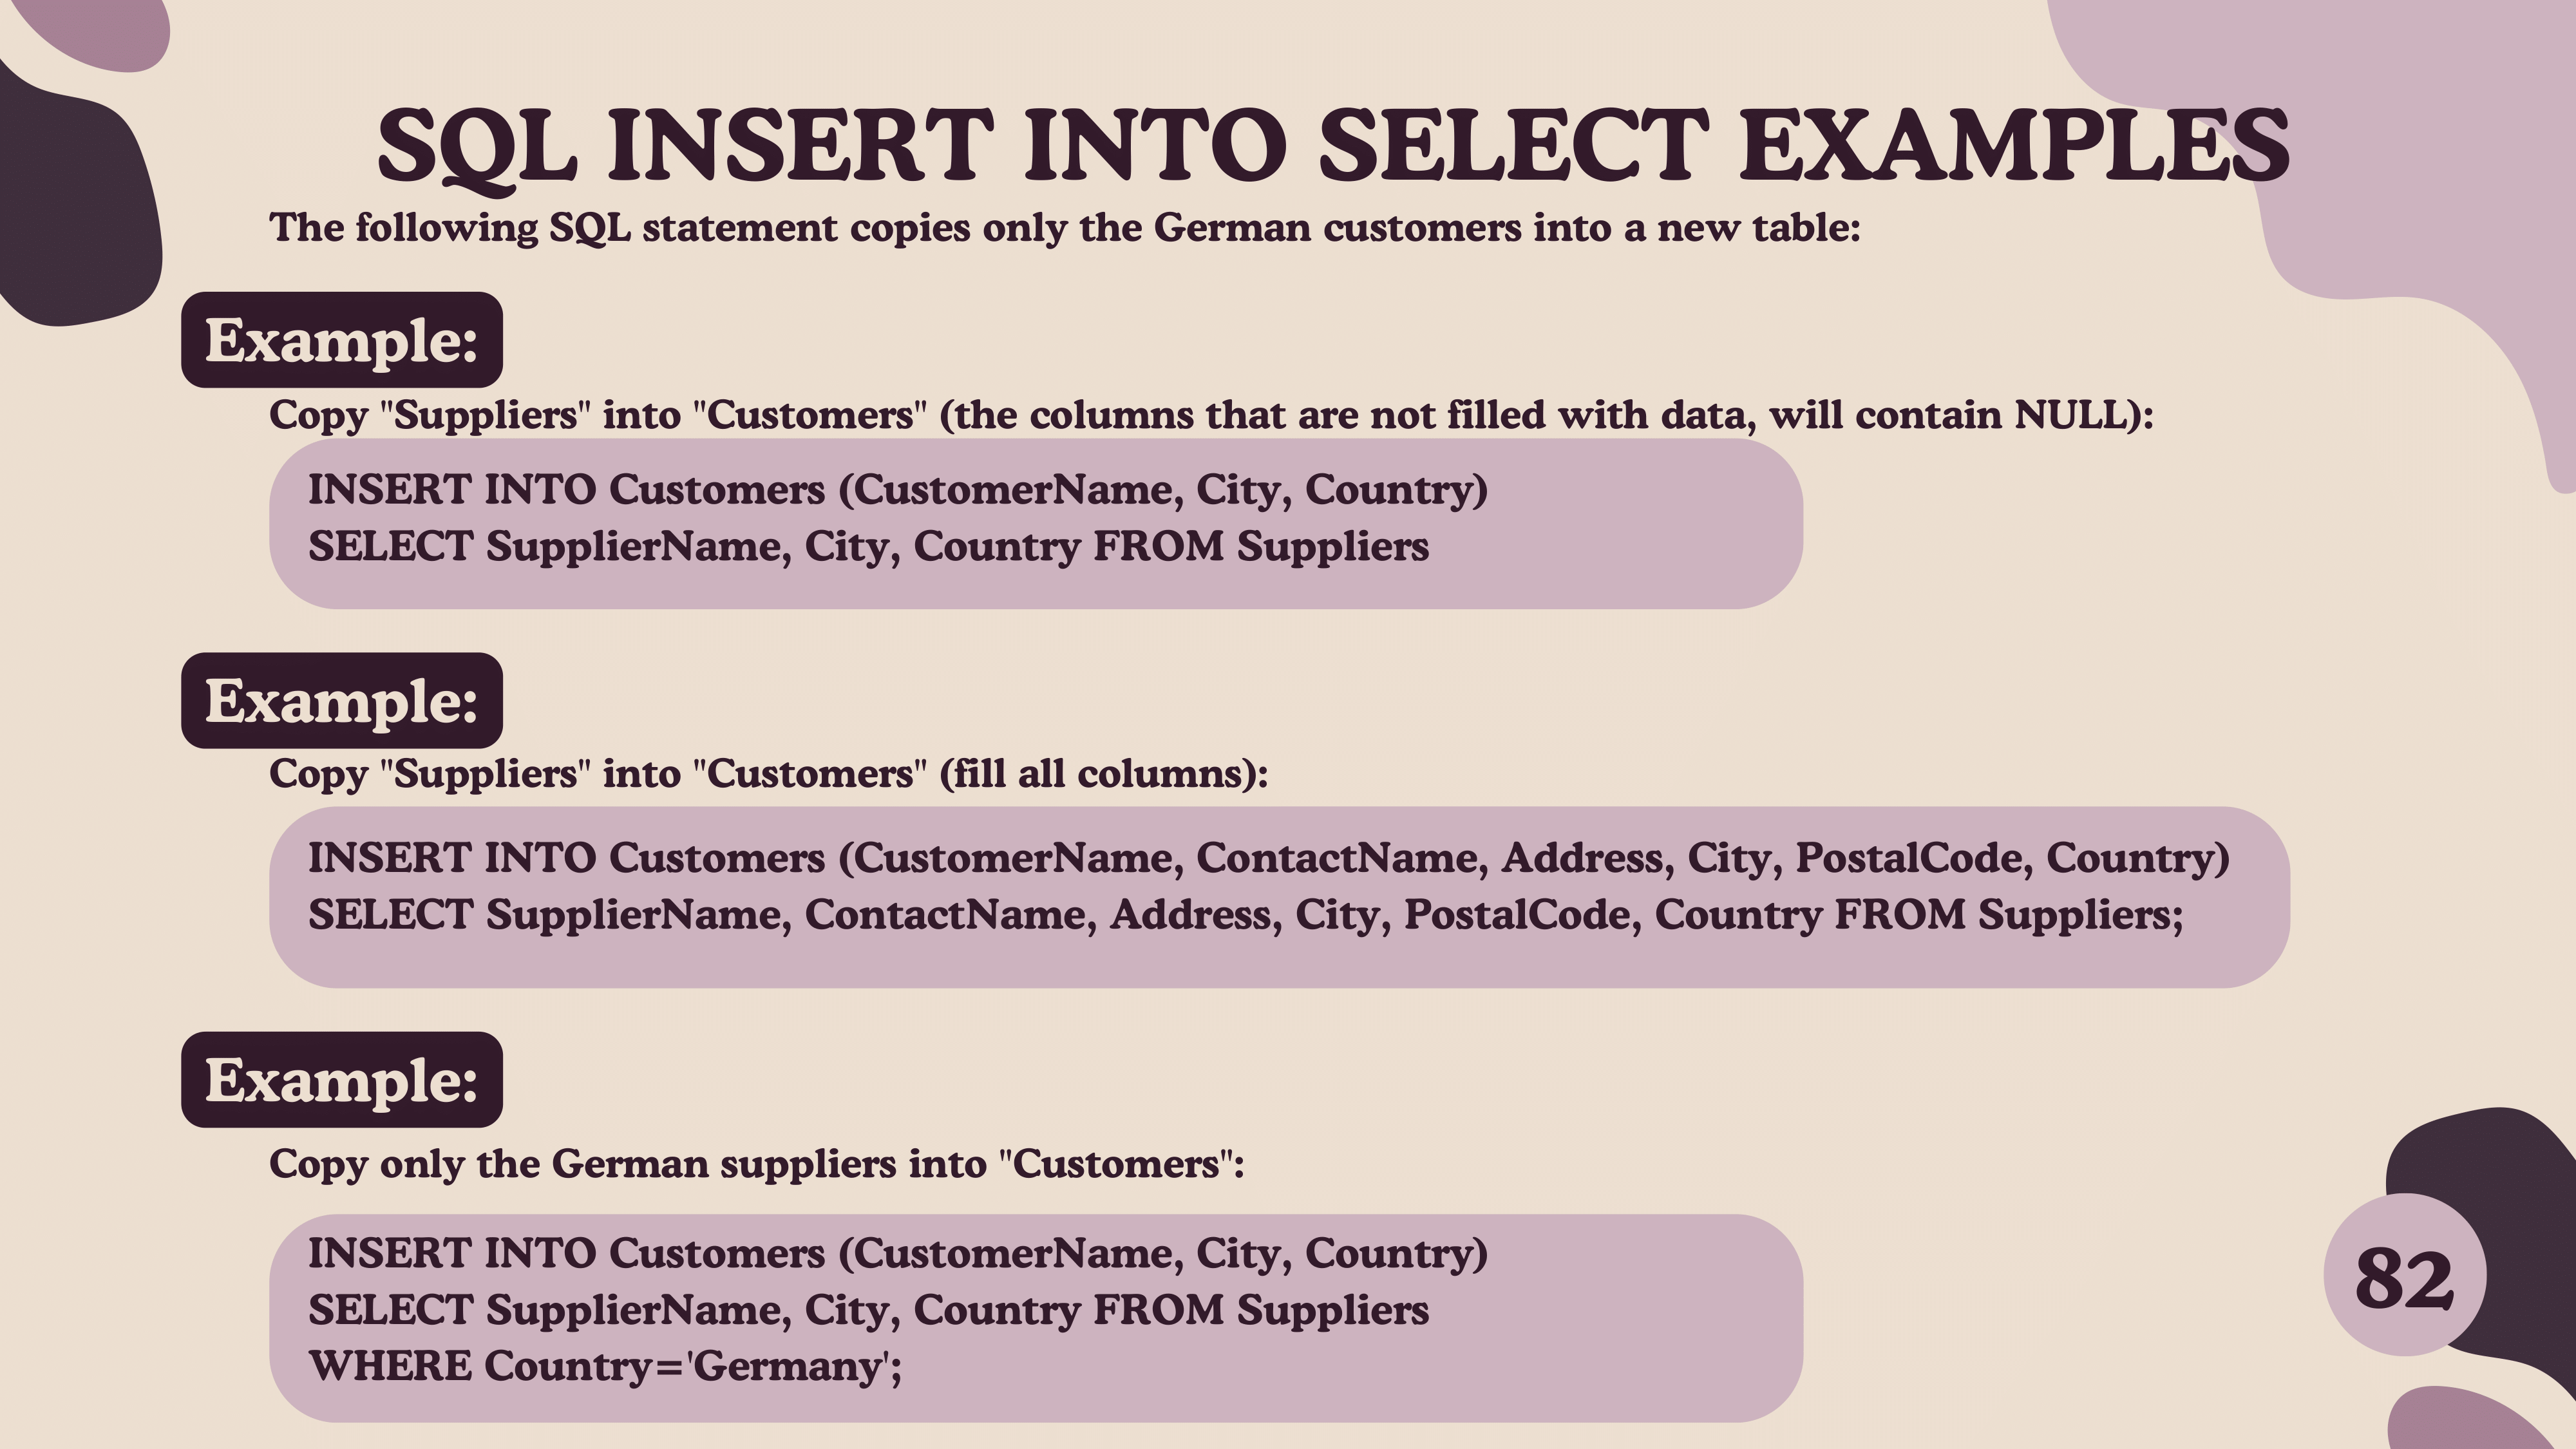 SQL INSERT INTO SELECT EXAMPLES
The following SQL statement copies only the German customers into a new table:
Example:
Copy "Suppliers" into "Customers" (the columns that are not filled with data, will contain NULL):
INSERT INTO Customers (CustomerName, City, Country)
SELECT SupplierName, City, Country FROM Suppliers
Example:
Copy "Suppliers" into "Customers" (fill all columns):
INSERT INTO Customers (CustomerName, ContactName, Address, City, PostalCode, Country)
SELECT SupplierName, ContactName, Address, City, PostalCode, Country FROM Suppliers;
Example:
Copy only the German suppliers into "Customers":
INSERT INTO Customers (CustomerName, City, Country)
SELECT SupplierName, City, Country FROM Suppliers
WHERE Country='Germany';
82